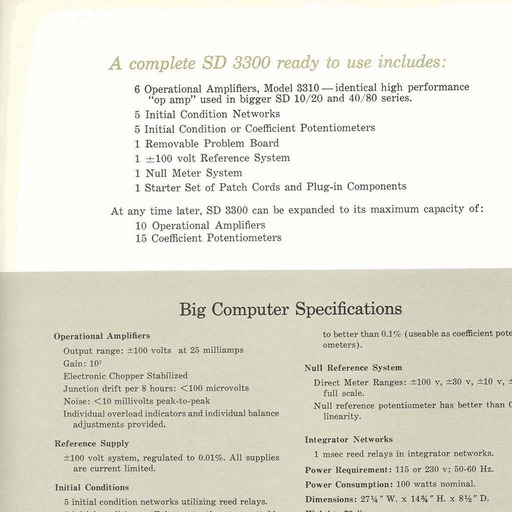 A complete SD 3300 ready to use includes:
6 Operational Amplifiers, Model 3310 — identical high performance
"op amp" used in bigger SD 10/20 and 40/80 series.
5 Initial Condition Networks
5 Initial Condition or Coefficient Potentiometers
1 Removable Problem Board
1 ±100 volt Reference System
1 Null Meter System
1 Starter Set of Patch Cords and Plug-in Components
At any time later, SD 3300 can be expanded to its maximum capacity of:
10 Operational Amplifiers
15 Coefficient Potentiometers
Big Computer Specifications
Operational Amplifiers
Output range: ±100 volts at 25 milliamps
Gain: 10⁷
Electronic Chopper Stabilized
Junction drift per 8 hours: <100 microvolts
Noise: <10 millivolts peak-to-peak
Individual overload indicators and individual balance
adjustments provided.
Reference Supply
±100 volt system, regulated to 0.01%. All supplies
are current limited.
Initial Conditions
5 initial condition networks utilizing reed relays.
to better than 0.1% (useable as coefficient pote
ometers).
Null Reference System
Direct Meter Ranges: ±100 v, ±30 v, ±10 v, ±
full scale.
Null reference potentiometer has better than
linearity.
Integrator Networks
1 msec reed relays in integrator networks.
Power Requirement: 115 or 230 v; 50-60 Hz.
Power Consumption: 100 watts nominal.
Dimensions: 27¼" W. x 14¾" H. x 8½" D.